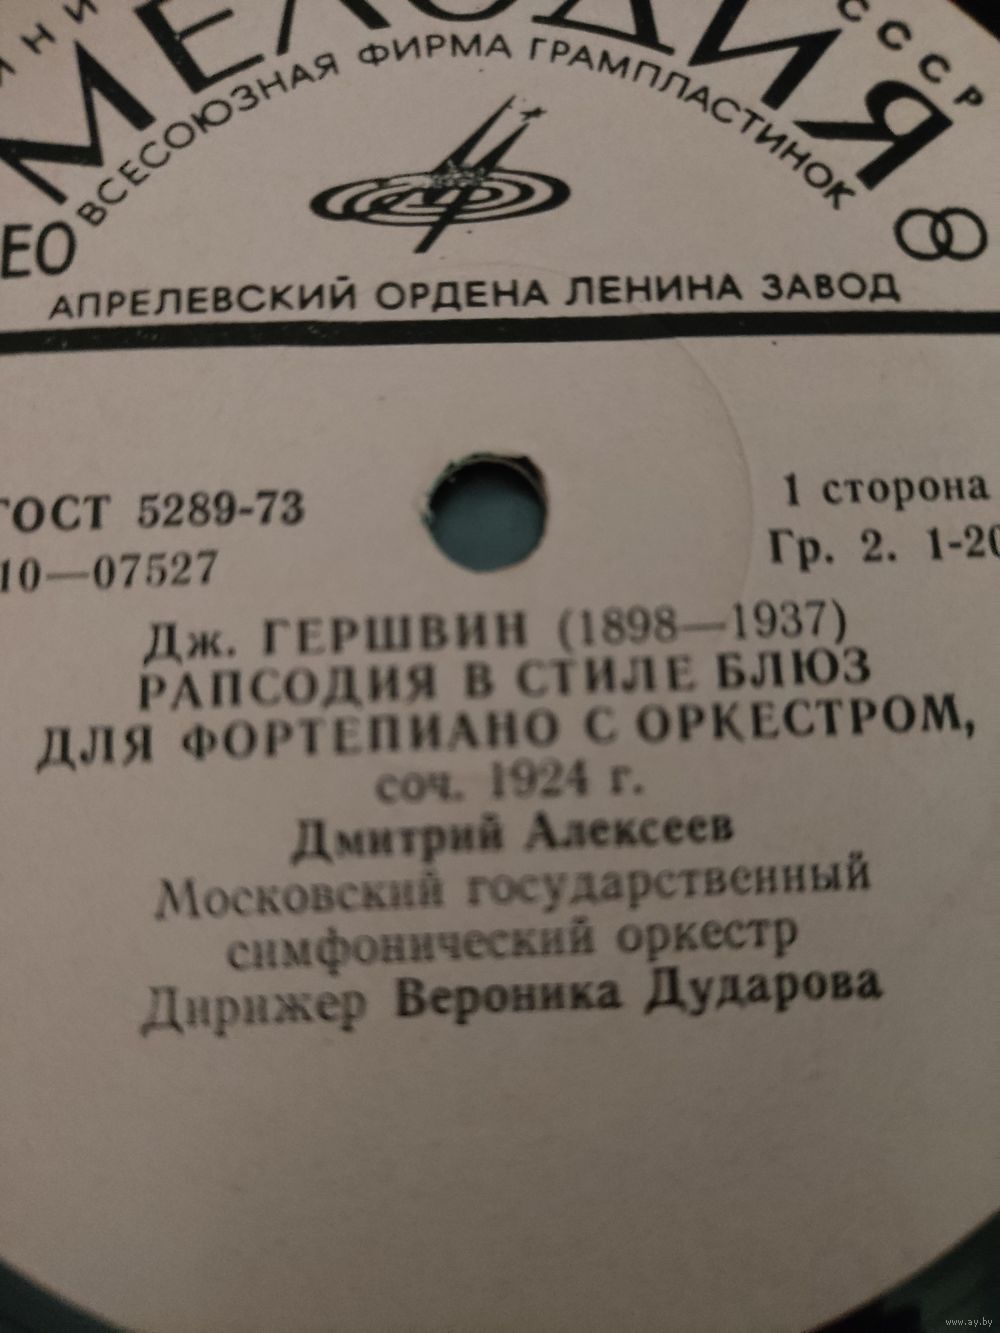 МЕЛОДИЯ
СССР
ВСЕСОЮЗНАЯ ФИРМА ГРАМПЛАСТИНОК
АПРЕЛЕВСКИЙ ОРДЕНА ЛЕНИНА ЗАВОД
ГОСТ 5289-73
1 сторона
10—07527
Гр. 2. 1-20
Дж. ГЕРШВИН (1898—1937)
РАПСОДИЯ В СТИЛЕ БЛЮЗ
ДЛЯ ФОРТЕПИАНО С ОРКЕСТРОМ,
соч. 1924 г.
Дмитрий Алексеев
Московский государственный
симфонический оркестр
Дирижер Вероника Дударова
www.ay.by